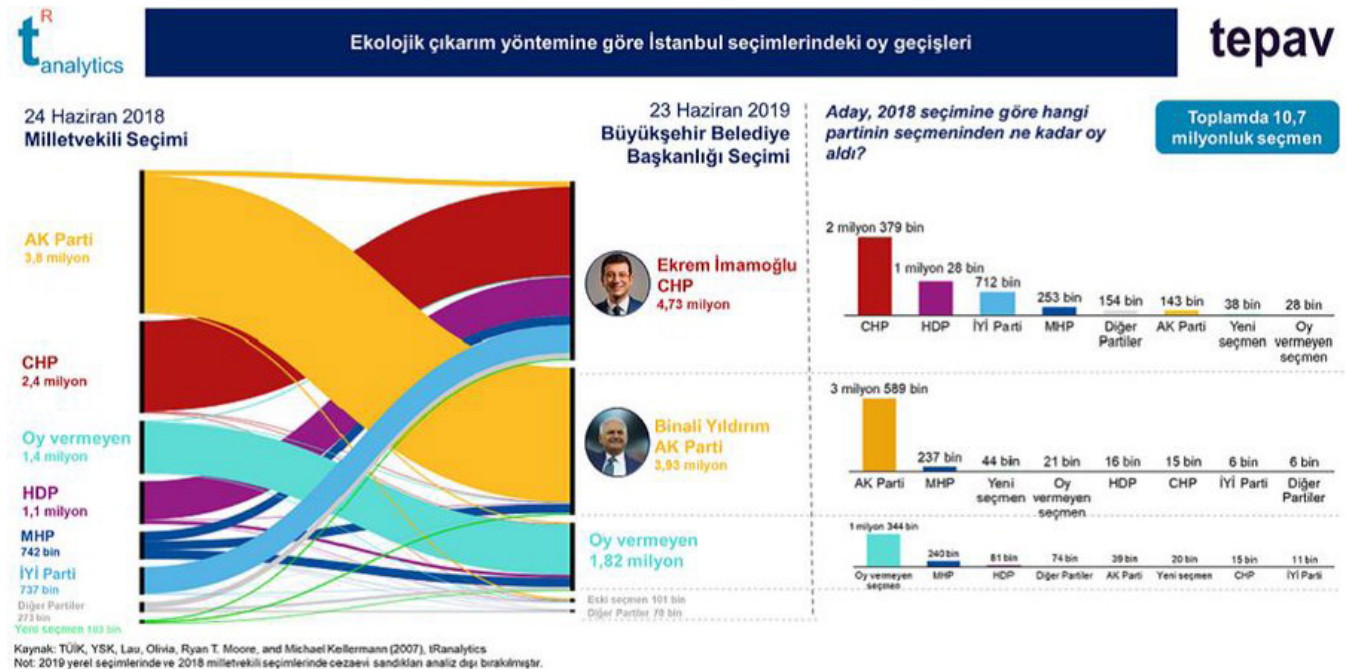 tR analytics
Ekolojik çıkarım yöntemine göre İstanbul seçimlerindeki oy geçişleri
tepav
24 Haziran 2018
Milletvekili Seçimi
23 Haziran 2019
Büyükşehir Belediye
Başkanlığı Seçimi
Aday, 2018 seçimine göre hangi
partinin seçmeninden ne kadar oy
aldı?
Toplamda 10,7
milyonluk seçmen
AK Parti
3,8 milyon
CHP
2,4 milyon
Oy vermeyen
1,4 milyon
HDP
1,1 milyon
MHP
742 bin
İYİ Parti
737 bin
Diğer Partiler
273 bin
Yeni seçmen 103 bin
Ekrem İmamoğlu
CHP
4,73 milyon
Binali Yıldırım
AK Parti
3,93 milyon
Oy vermeyen
1,82 milyon
Eski seçmen 101 bin
Diğer Partiler 70 bin
2 milyon 379 bin
1 milyon 28 bin
712 bin
253 bin
154 bin
143 bin
38 bin
28 bin
CHP
HDP
İYİ Parti
MHP
Diğer
Partiler
AK Parti
Yeni
seçmen
Oy
vermeyen
seçmen
3 milyon 589 bin
237 bin
44 bin
21 bin
16 bin
15 bin
6 bin
6 bin
AK Parti
MHP
Yeni
seçmen
Oy
vermeyen
seçmen
HDP
CHP
İYİ Parti
Diğer
Partiler
1 milyon 344 bin
240 bin
81 bin
74 bin
39 bin
20 bin
15 bin
11 bin
Oy vermeyen
seçmen
MHP
HDP
Diğer Partiler
AK Parti
Yeni seçmen
CHP
İYİ Parti
Kaynak: TÜİK, YSK, Lau, Olivia, Ryan T. Moore, and Michael Kellermann (2007), tRanalytics
Not: 2019 yerel seçimlerinde ve 2018 milletvekili seçimlerinde cezaevi sandıkları analiz dışı bırakılmıştır.